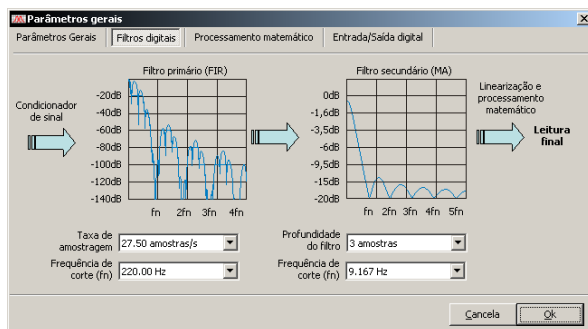 Parâmetros gerais
Parâmetros Gerais
Filtros digitais
Processamento matemático
Entrada/Saída digital
Condicionador
de sinal
Filtro primário (FIR)
-20dB
-40dB
-60dB
-80dB
-100dB
-120dB
-140dB
fn
2fn
3fn
4fn
Filtro secundário (MA)
0dB
-1,6dB
-3,5dB
-6dB
-9,5dB
-15dB
-20dB
fn
2fn
3fn
4fn
5fn
Linearização e
processamento
matemático
Leitura
final
Taxa de
amostragem
27.50 amostras/s
Frequência de
corte (fn)
220.00 Hz
Profundidade
do filtro
3 amostras
Frequência de
corte (fn)
9.167 Hz
Cancela
Ok